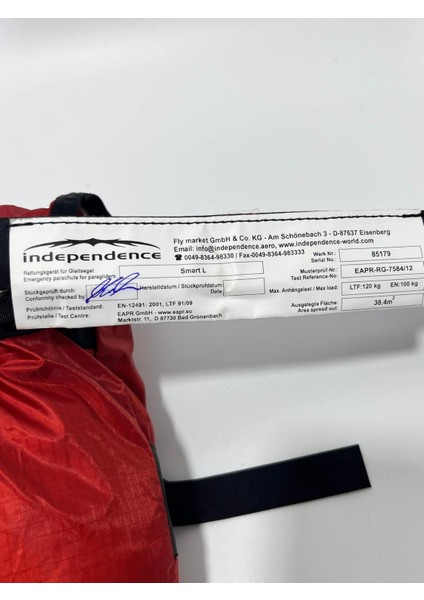 independence
Fly market GmbH & Co. KG - Am Schönebach 3 - D-87637 Eisenberg
Email: info@independence.aero, www.independence-world.com
☎ 0049-8364-98330 / Fax-0049-8364-983333
Werk Nr.:
Serial No.:
85179
Rettungsgerät für Gleitsegel:
Emergency parachute for paragliders:
Smart L
Musterprüf-Nr.:
Test Reference-No.:
EAPR-RG-7584/12
Stückgeprüft durch:
Conformity checked by
Herstelldatum / Stückprüfdatum:
Date
Max. Anhängelast / Max load:
LTF:120 kg
EN:100 kg
Prüfrichtlinie / Teststandard:
EN-12491: 2001, LTF 91/09
Prüfstelle / Test Centre:
EAPR GmbH - www.eapr.eu
Marktstr. 11, D 87730 Bad Grönenbach
Ausgelegte Fläche:
Area spread out:
38.4m²